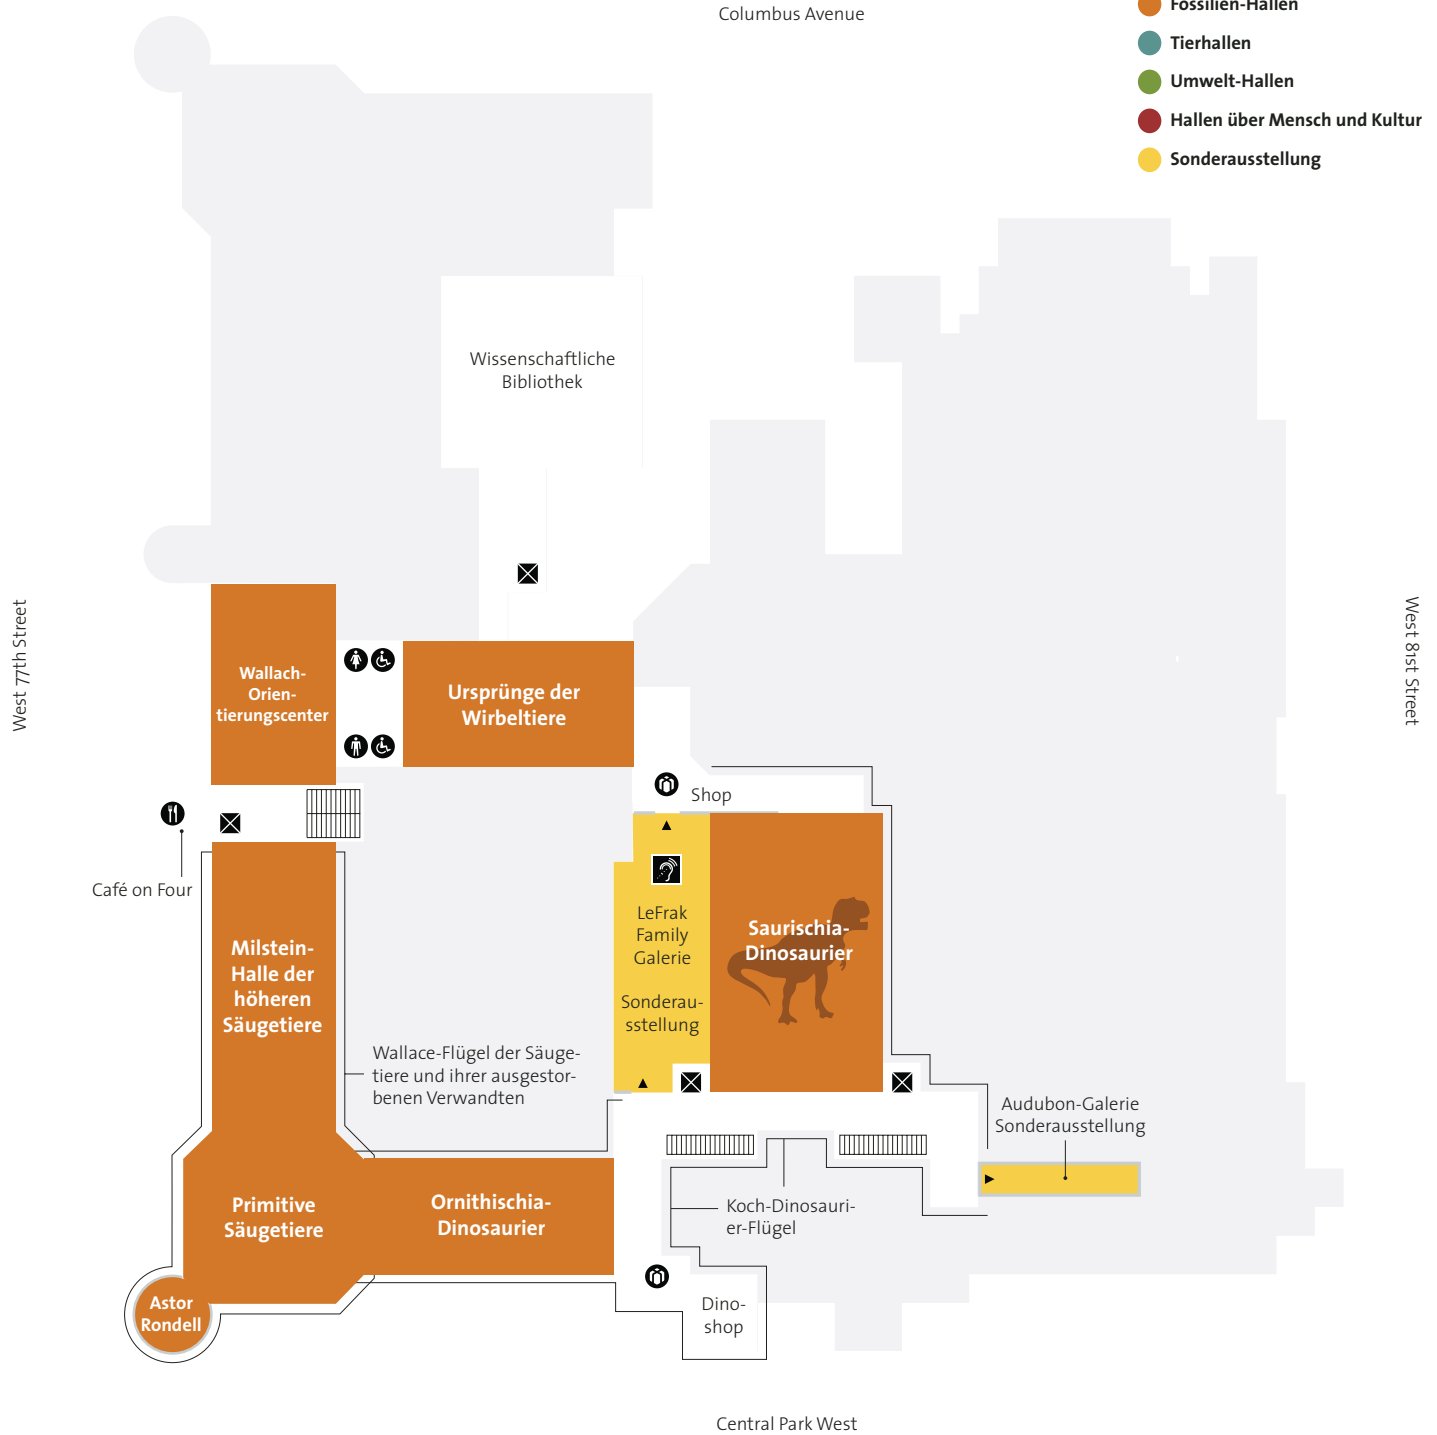 Columbus Avenue
Fossilien-Hallen
Tierhallen
Umwelt-Hallen
Hallen über Mensch und Kultur
Sonderausstellung
Wissenschaftliche
Bibliothek
West 77th Street
West 81st Street
Wallach-
Orien-
tierungscenter
Ursprünge der
Wirbeltiere
Shop
Café on Four
LeFrak
Family
Galerie
Sonderau-
sstellung
Saurischia-
Dinosaurier
Milstein-
Halle der
höheren
Säugetiere
Wallace-Flügel der Säuge-
tiere und ihrer ausgestor-
benen Verwandten
Audubon-Galerie
Sonderausstellung
Primitive
Säugetiere
Ornithischia-
Dinosaurier
Koch-Dinosauri-
er-Flügel
Astor
Rondell
Dino-
shop
Central Park West